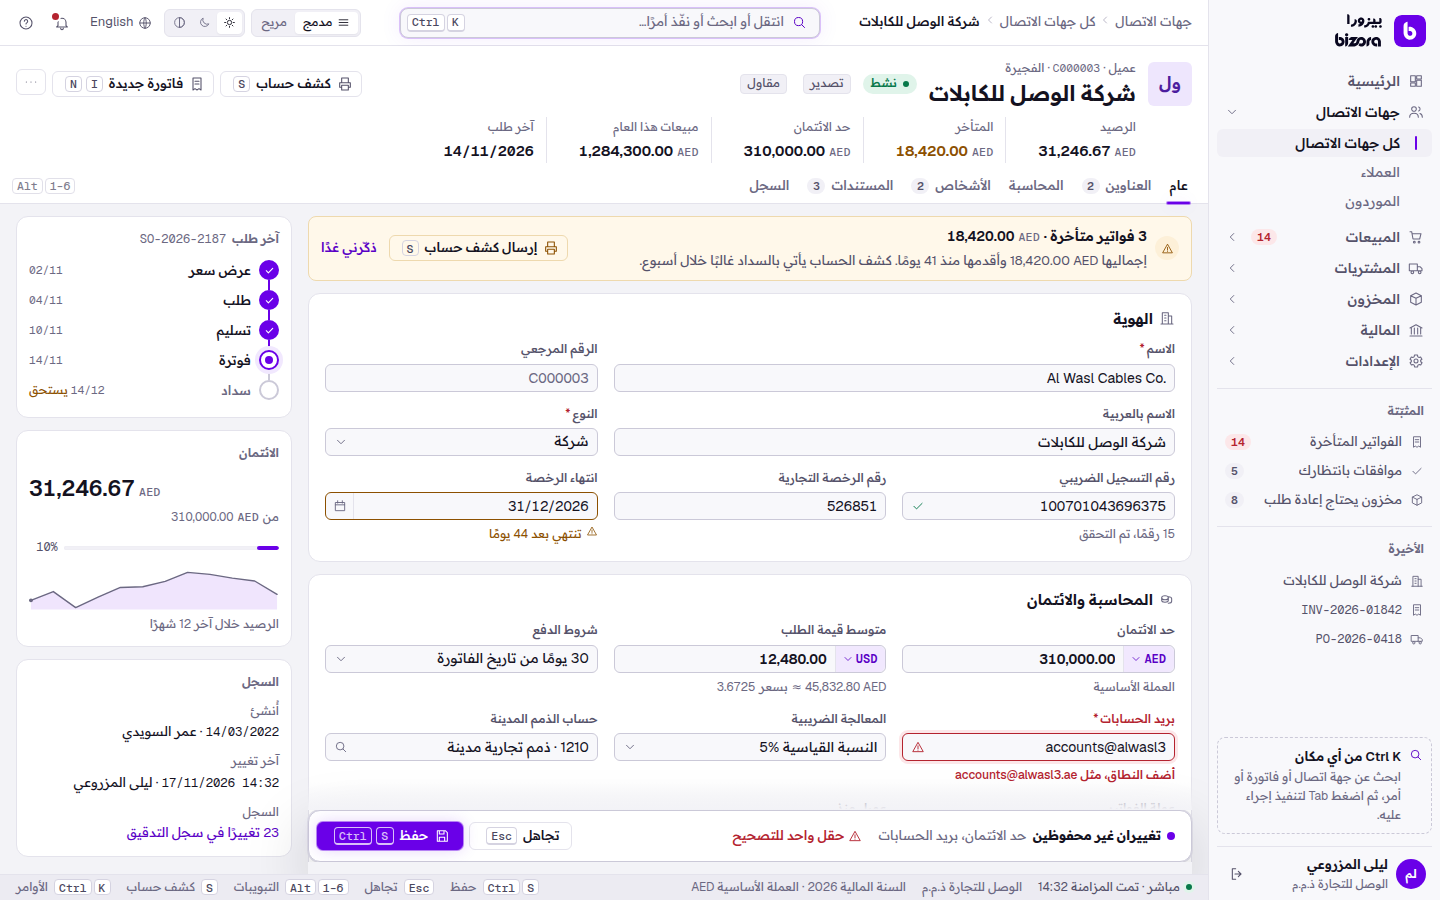 بيزورا
bizora
الرئيسية
جهات الاتصال
كل جهات الاتصال
العملاء
الموردون
المبيعات 14
المشتريات
المخزون
المالية
الإعدادات
المثبّتة
الفواتير المتأخرة 14
موافقات بانتظارك 5
مخزون يحتاج إعادة طلب 8
الأخيرة
شركة الوصل للكابلات
INV-2026-01842
PO-2026-0418
Ctrl K من أي مكان
ابحث عن جهة اتصال أو فاتورة أو
أمر، ثم اضغط Tab لتنفيذ إجراء
عليه.
ليلى المزروعي
الوصل للتجارة ذ.م.م
جهات الاتصال › كل جهات الاتصال › شركة الوصل للكابلات
انتقل أو ابحث أو نفّذ أمرًا… Ctrl K
مدمج مريح
English
ول
عميل · C000003 · الفجيرة
شركة الوصل للكابلات نشط تصدير مقاول
كشف حساب S
فاتورة جديدة I N
الرصيد
31,246.67 AED
المتأخر
18,420.00 AED
حد الائتمان
310,000.00 AED
مبيعات هذا العام
1,284,300.00 AED
آخر طلب
14/11/2026
عام العناوين 2 المحاسبة الأشخاص 2 المستندات 3 السجل
Alt 1-6
3 فواتير متأخرة · 18,420.00 AED
إجماليها 18,420.00 AED وأقدمها منذ 41 يومًا. كشف الحساب يأتي بالسداد غالبًا خلال أسبوع.
إرسال كشف حساب S
ذكّرني غدًا
الهوية
الاسم*
Al Wasl Cables Co.
الرقم المرجعي
C000003
الاسم بالعربية
شركة الوصل للكابلات
النوع*
شركة
رقم التسجيل الضريبي
100701043696375
15 رقمًا، تم التحقق
رقم الرخصة التجارية
526851
انتهاء الرخصة
31/12/2026
تنتهي بعد 44 يومًا
المحاسبة والائتمان
حد الائتمان
AED 310,000.00
العملة الأساسية
متوسط قيمة الطلب
USD 12,480.00
≈ 45,832.80 AED بسعر 3.6725
شروط الدفع
30 يومًا من تاريخ الفاتورة
بريد الحسابات*
accounts@alwasl3
أضف النطاق، مثل accounts@alwasl3.ae
المعالجة الضريبية
النسبة القياسية 5%
حساب الذمم المدينة
1210 · ذمم تجارية مدينة
تغييران غير محفوظين حد الائتمان، بريد الحسابات
حقل واحد للتصحيح
تجاهل Esc
حفظ Ctrl S
آخر طلب SO-2026-2187
عرض سعر 02/11
طلب 04/11
تسليم 10/11
فوترة 14/11
سداد 14/12 يستحق
الائتمان
31,246.67 AED
من 310,000.00 AED
10%
الرصيد خلال آخر 12 شهرًا
السجل
أُنشئ
14/03/2022 · عمر السويدي
آخر تغيير
17/11/2026 14:32 · ليلى المزروعي
السجل
23 تغييرًا في سجل التدقيق
مباشر · تمت المزامنة 14:32
الوصل للتجارة ذ.م.م
السنة المالية 2026 · العملة الأساسية AED
Ctrl S حفظ
Esc تجاهل
Alt 1-6 التبويبات
S كشف حساب
Ctrl K الأوامر